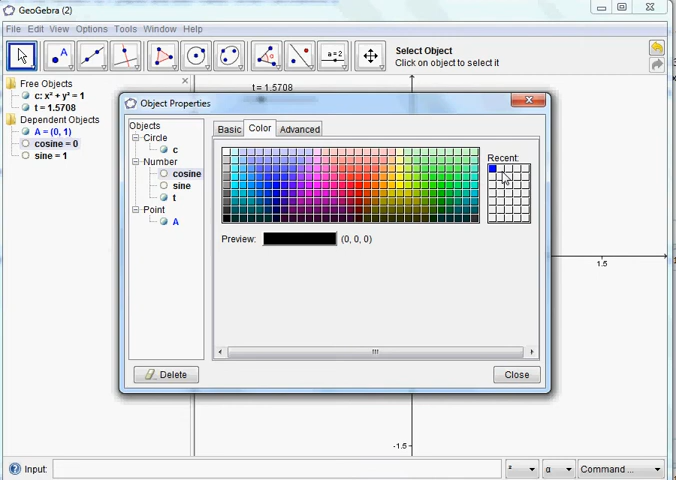 GeoGebra (2)
File Edit View Options Tools Window Help
A
a=2
Select Object
Click on object to select it
Free Objects
c: x² + y² = 1
t = 1.5708
Dependent Objects
A = (0, 1)
cosine = 0
sine = 1
t = 1.5708
Object Properties
Objects
Circle
c
Number
cosine
sine
t
Point
A
Basic Color Advanced
Recent:
Preview: (0, 0, 0)
Delete
Close
1.5
-1.5
Input:
² α Command ...